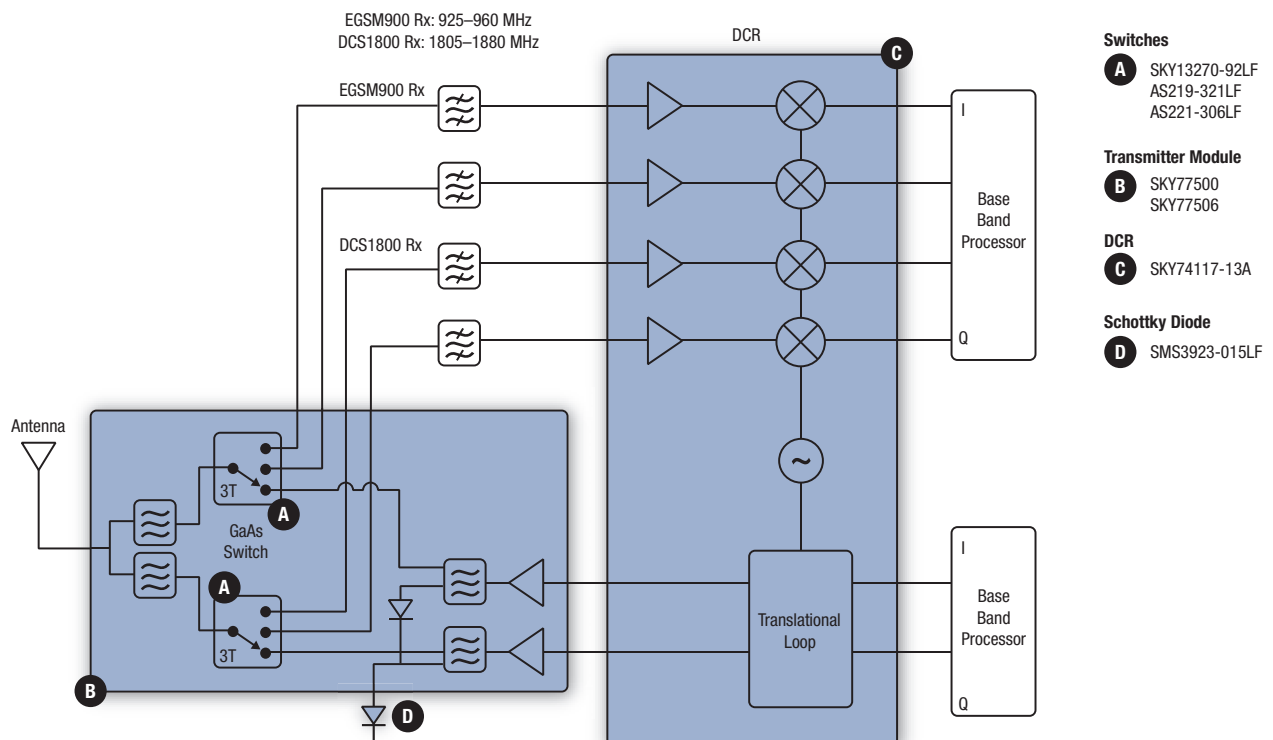 EGSM900 Rx: 925–960 MHz
DCS1800 Rx: 1805–1880 MHz
DCR
C
EGSM900 Rx
DCS1800 Rx
I
Base
Band
Processor
Q
Antenna
3T
A
GaAs
Switch
A
3T
B
D
~
Translational
Loop
I
Base
Band
Processor
Q
Switches
A SKY13270-92LF
AS219-321LF
AS221-306LF
Transmitter Module
B SKY77500
SKY77506
DCR
C SKY74117-13A
Schottky Diode
D SMS3923-015LF